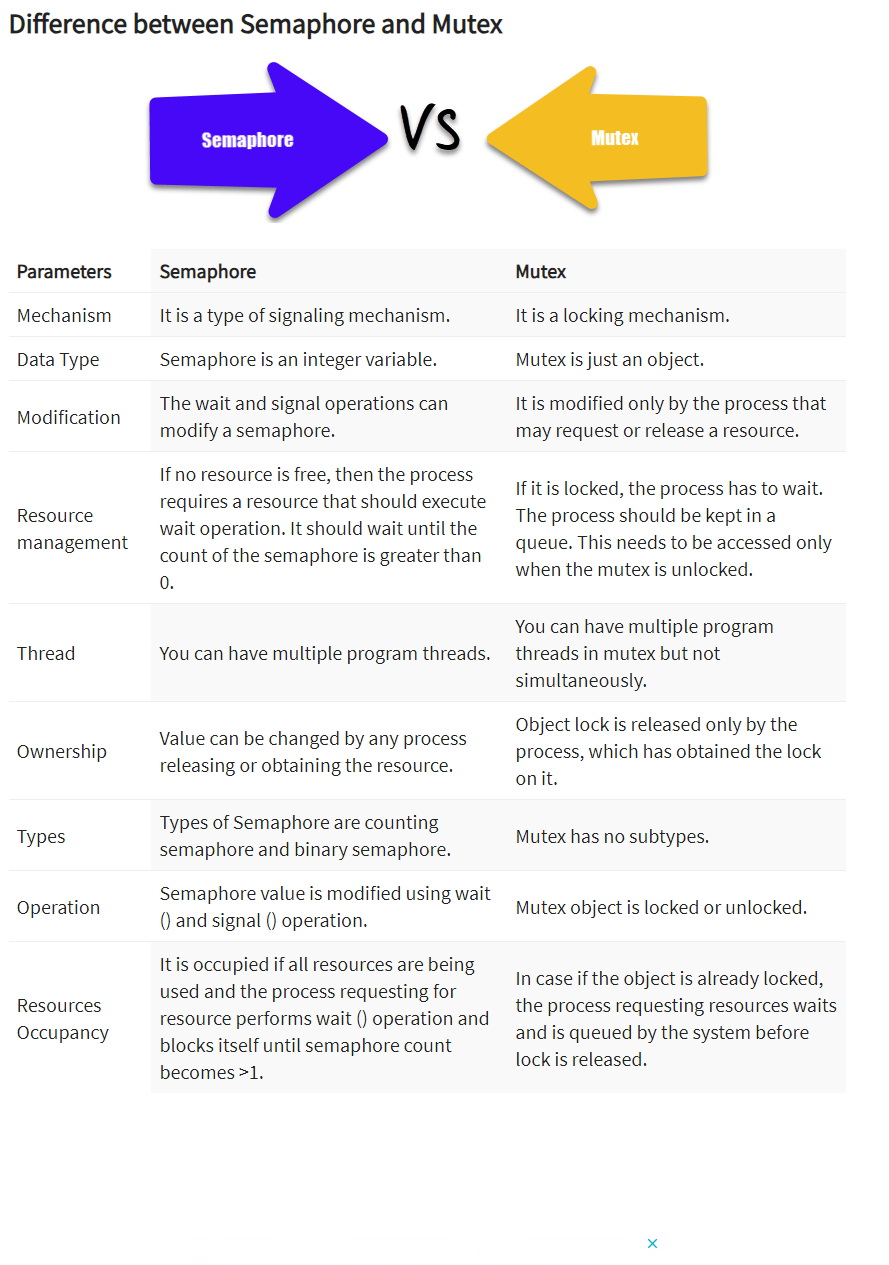 Difference between Semaphore and Mutex
Semaphore
VS
Mutex
Parameters
Semaphore
Mutex
Mechanism
It is a type of signaling mechanism.
It is a locking mechanism.
Data Type
Semaphore is an integer variable.
Mutex is just an object.
Modification
The wait and signal operations can
modify a semaphore.
It is modified only by the process that
may request or release a resource.
Resource
management
If no resource is free, then the process
requires a resource that should execute
wait operation. It should wait until the
count of the semaphore is greater than
0.
If it is locked, the process has to wait.
The process should be kept in a
queue. This needs to be accessed only
when the mutex is unlocked.
Thread
You can have multiple program threads.
You can have multiple program
threads in mutex but not
simultaneously.
Ownership
Value can be changed by any process
releasing or obtaining the resource.
Object lock is released only by the
process, which has obtained the lock
on it.
Types
Types of Semaphore are counting
semaphore and binary semaphore.
Mutex has no subtypes.
Operation
Semaphore value is modified using wait
() and signal () operation.
Mutex object is locked or unlocked.
Resources
Occupancy
It is occupied if all resources are being
used and the process requesting for
resource performs wait () operation and
blocks itself until semaphore count
becomes >1.
In case if the object is already locked,
the process requesting resources waits
and is queued by the system before
lock is released.